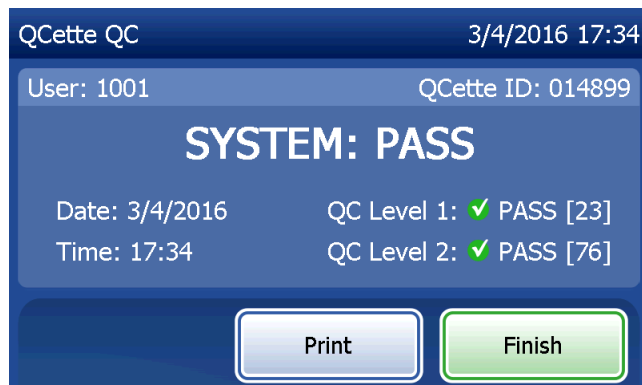 QCette QC 3/4/2016 17:34
User: 1001 QCette ID: 014899
SYSTEM: PASS
Date: 3/4/2016 QC Level 1: PASS [23]
Time: 17:34 QC Level 2: PASS [76]
Print Finish